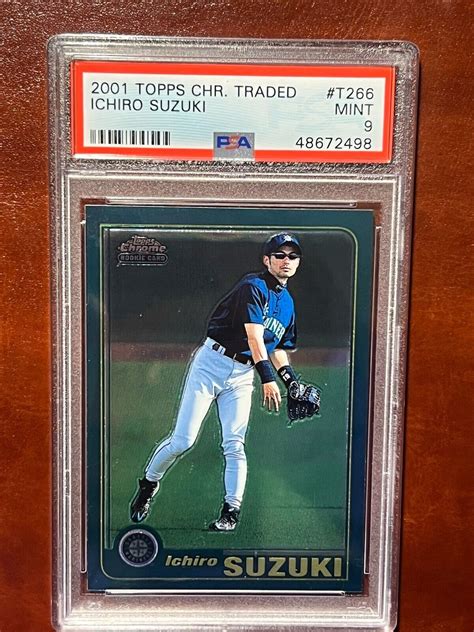 2001 TOPPS CHR. TRADED #T266
ICHIRO SUZUKI MINT
PSA 9
48672498
Topps
Chrome
ROOKIE CARD
Ichiro SUZUKI